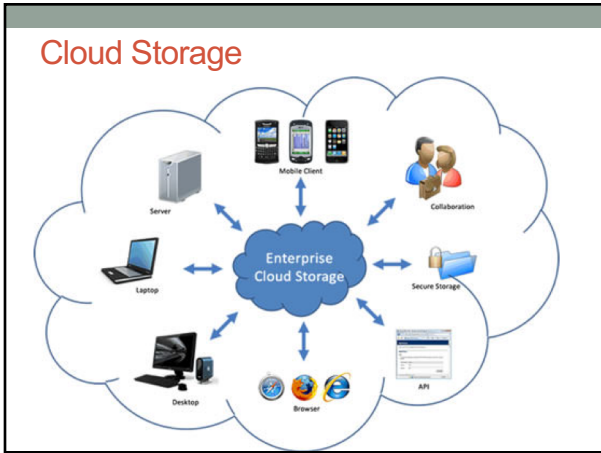 Cloud Storage
Mobile Client
Server
Collaboration
Enterprise
Cloud Storage
Laptop
Secure Storage
Desktop
Browser
API